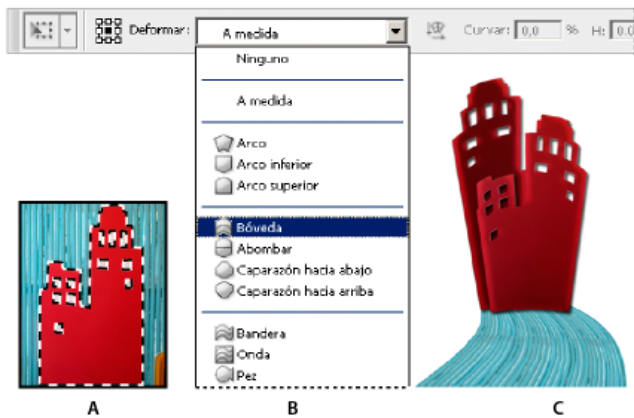 Deformar: A medida Curvar: 0,0 % H: 0.0
Ninguno
A medida
Arco
Arco inferior
Arco superior
Bóveda
Abombar
Caparazón hacia abajo
Caparazón hacia arriba
Bandera
Onda
Pez
A B C